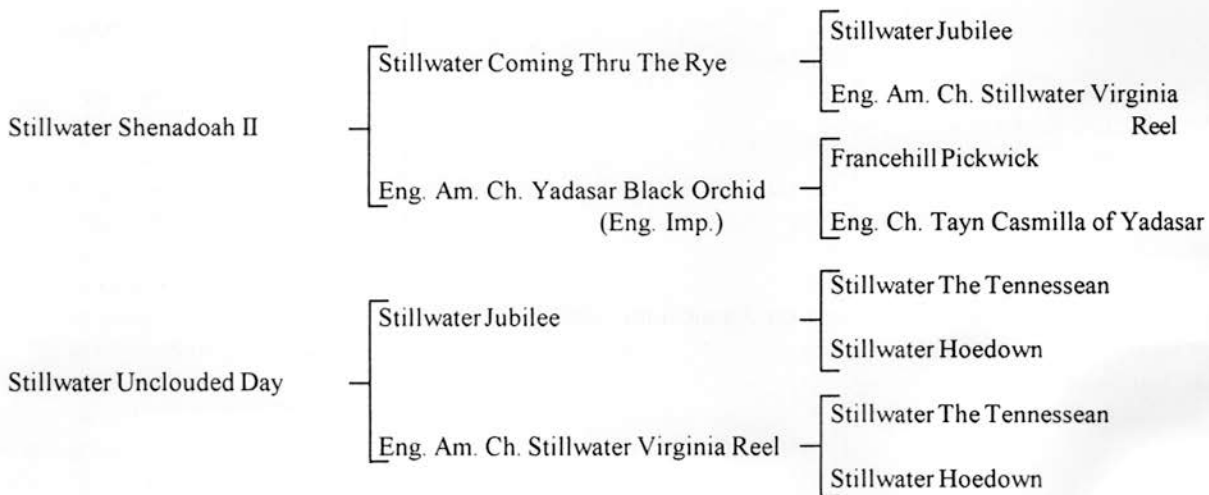 Stillwater Jubilee
Stillwater Coming Thru The Rye
Eng. Am. Ch. Stillwater Virginia
Reel
Stillwater Shenadoah II
Francehill Pickwick
Eng. Am. Ch. Yadasar Black Orchid
(Eng. Imp.)
Eng. Ch. Tayn Casmilla of Yadasar
Stillwater The Tennessean
Stillwater Jubilee
Stillwater Hoedown
Stillwater Unclouded Day
Stillwater The Tennessean
Eng. Am. Ch. Stillwater Virginia Reel
Stillwater Hoedown